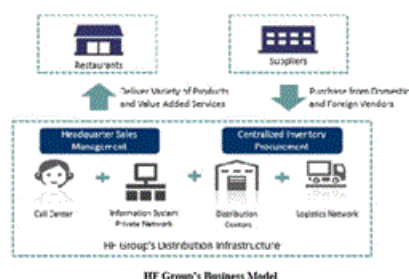 Restaurants
Suppliers
Deliver Variety of Products
and Value Added Services
Purchase from Domestic
and Foreign Vendors
Headquarter Sales
Management
Centralized Inventory
Procurement
Call Center
Information System
Private Network
Distribution
Centers
Logistics Network
HF Group's Distribution Infrastructure
HF Group's Business Model